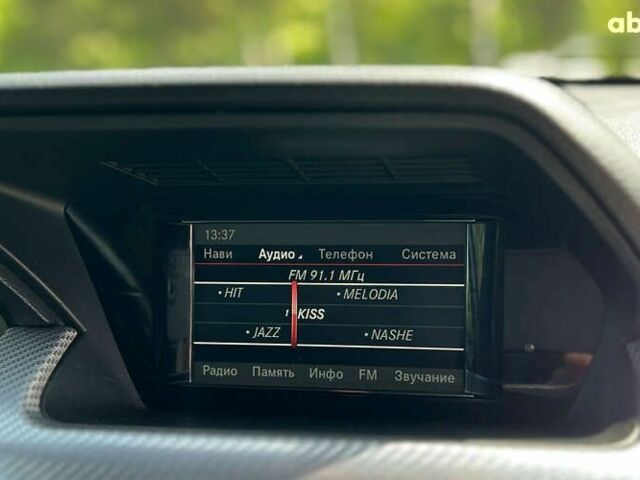 ab
13:37
Нави Аудио Телефон Система
FM 91.1 МГц
• HIT • MELODIA
1 KISS
• JAZZ • NASHE
Радио Память Инфо FM Звучание